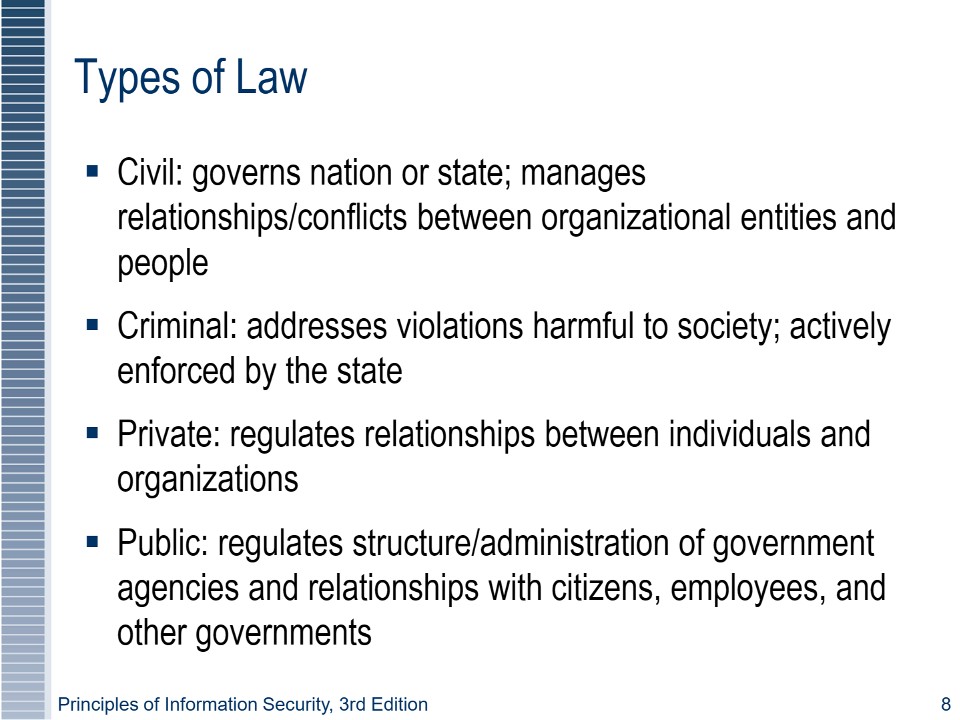 Types of Law
▪ Civil: governs nation or state; manages
relationships/conflicts between organizational entities and
people
▪ Criminal: addresses violations harmful to society; actively
enforced by the state
▪ Private: regulates relationships between individuals and
organizations
▪ Public: regulates structure/administration of government
agencies and relationships with citizens, employees, and
other governments
Principles of Information Security, 3rd Edition
8